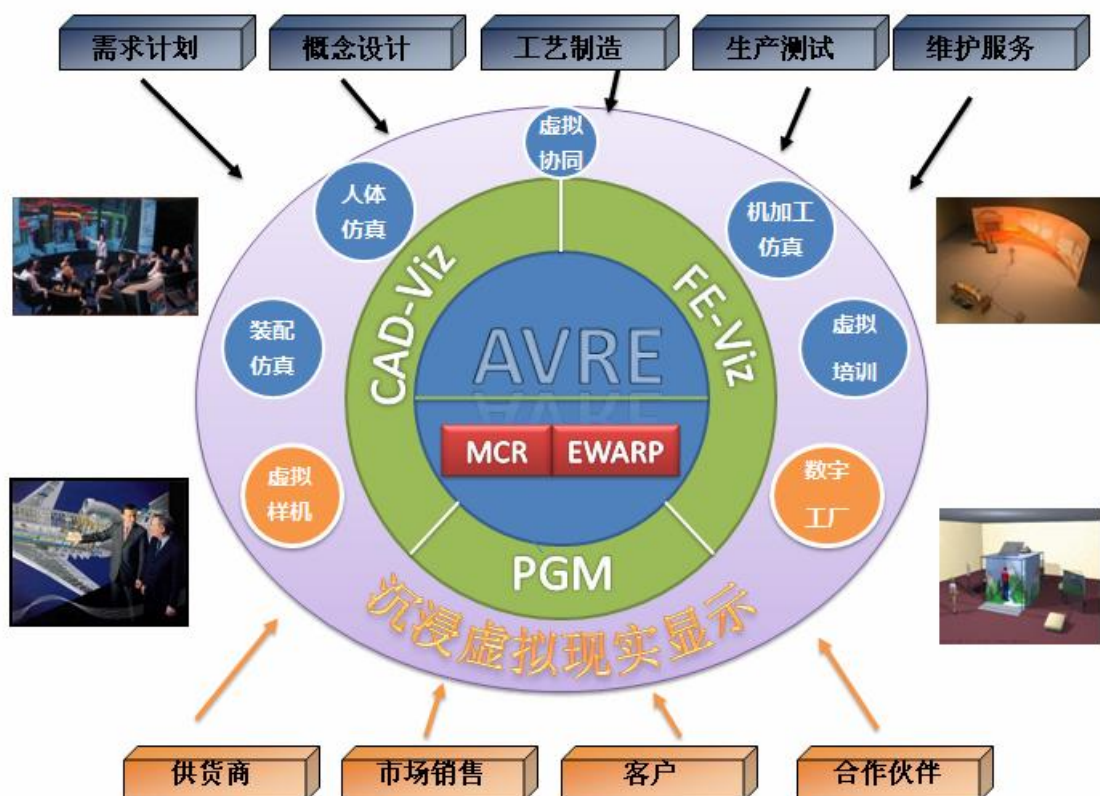 需求计划
概念设计
工艺制造
生产测试
维护服务
虚拟
协同
人体
仿真
机加工
仿真
CAD-Viz
FE-Viz
装配
仿真
AVRE
虚拟
培训
MCR
EWARP
虚拟
样机
数字
工厂
PGM
沉浸虚拟现实显示
供货商
市场销售
客户
合作伙伴